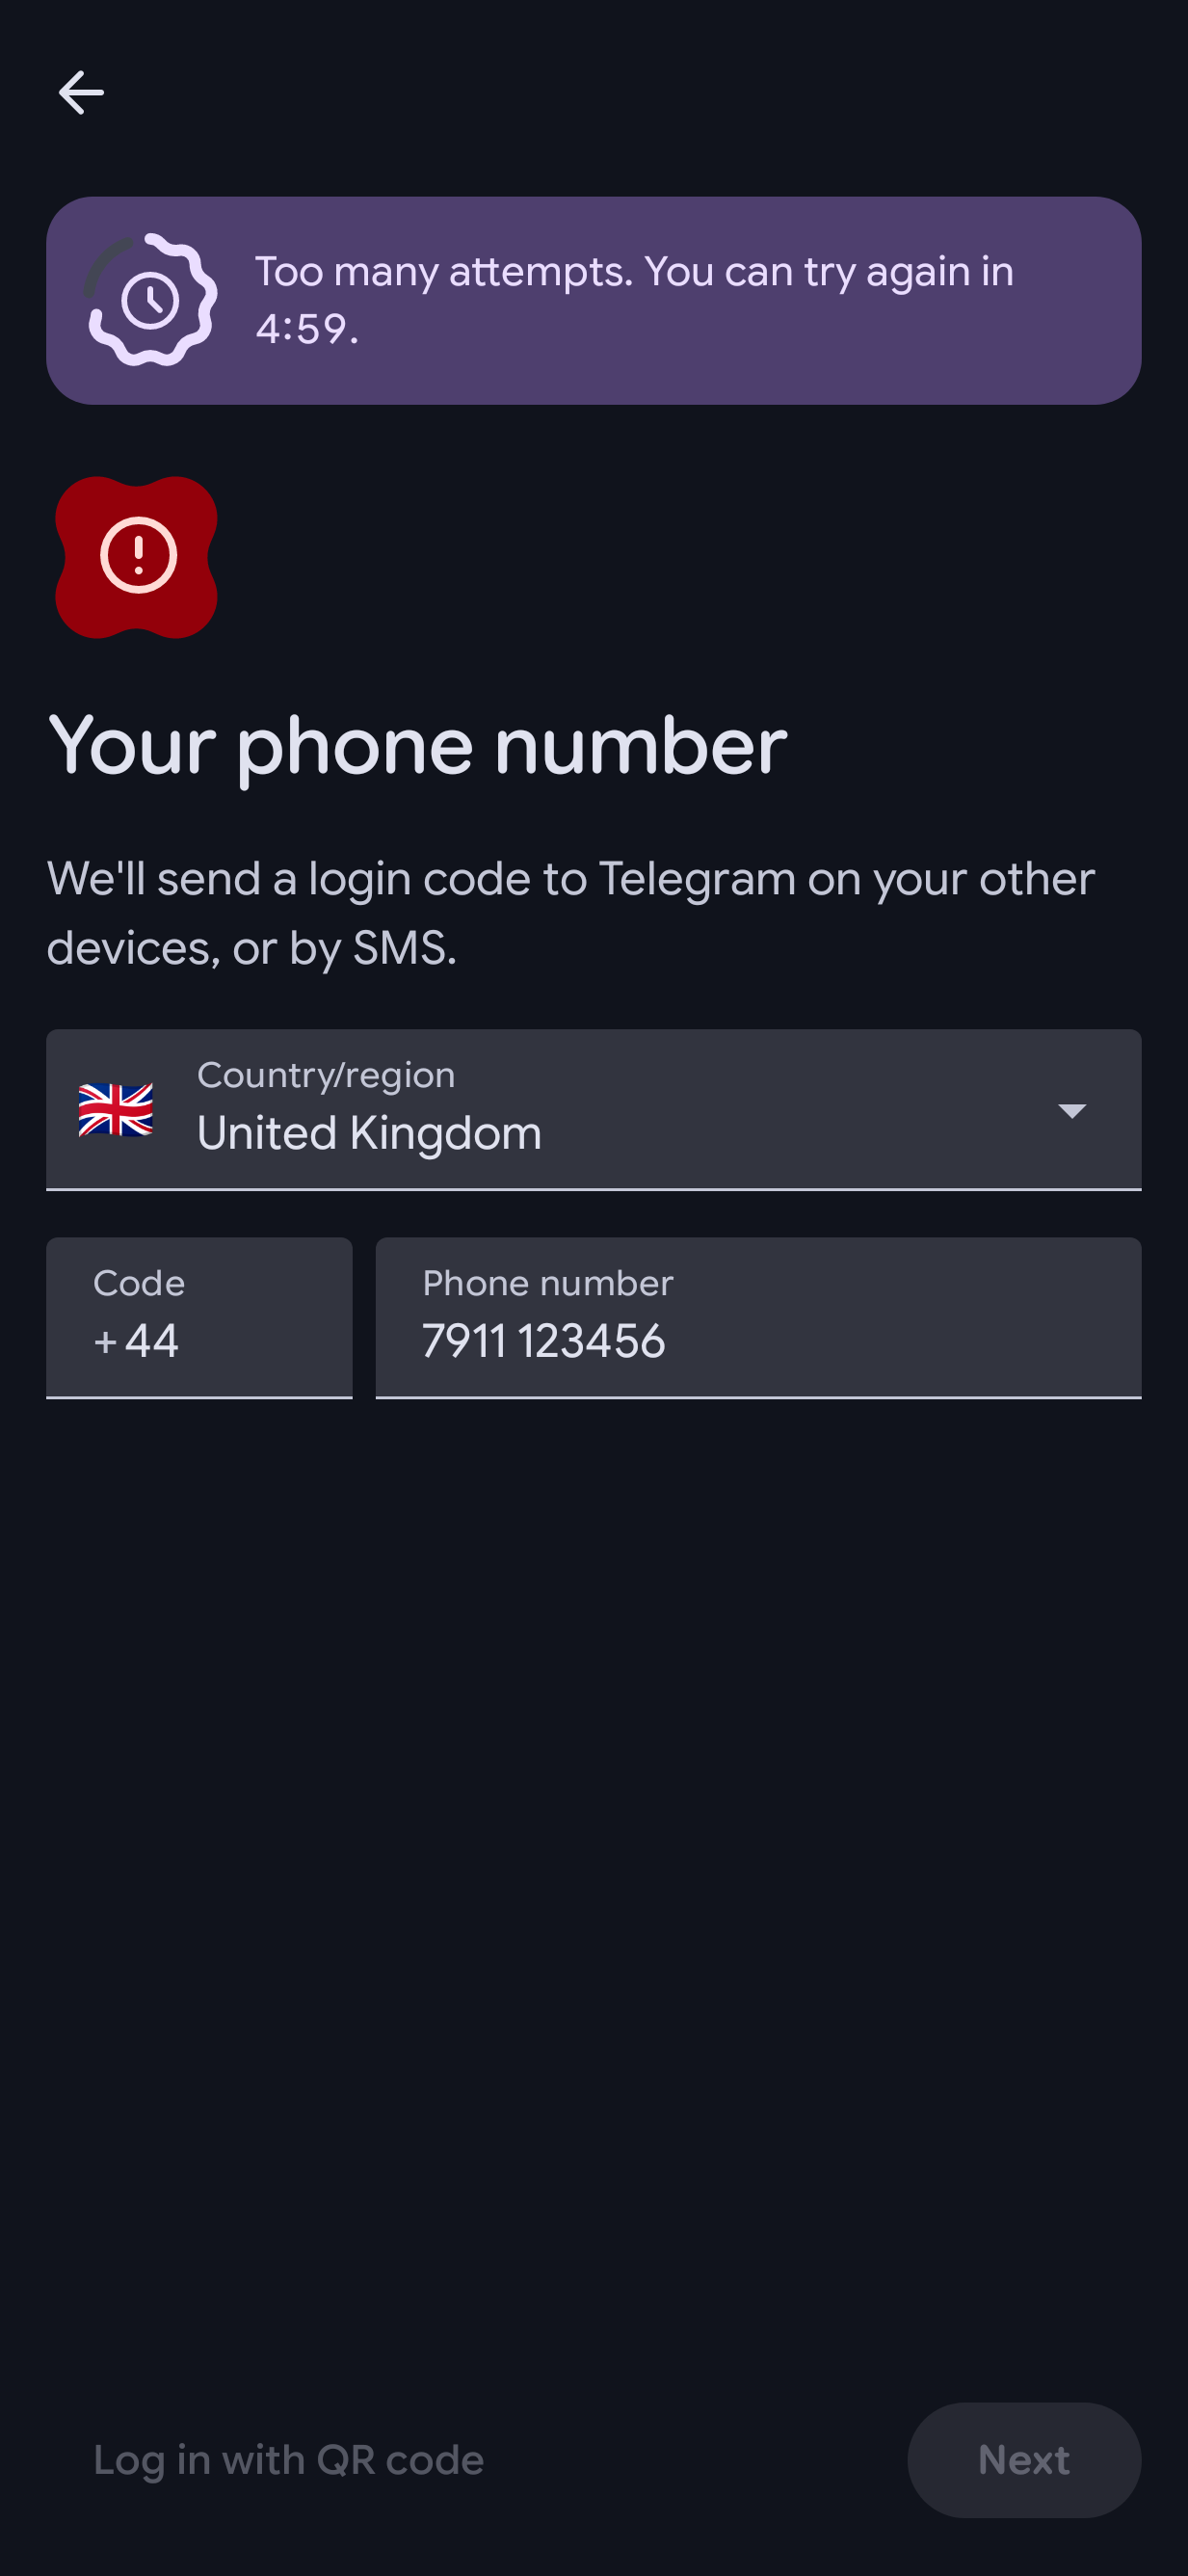 Too many attempts. You can try again in
4:59.
Your phone number
We'll send a login code to Telegram on your other
devices, or by SMS.
Country/region
United Kingdom
Code
+44
Phone number
7911 123456
Log in with QR code
Next